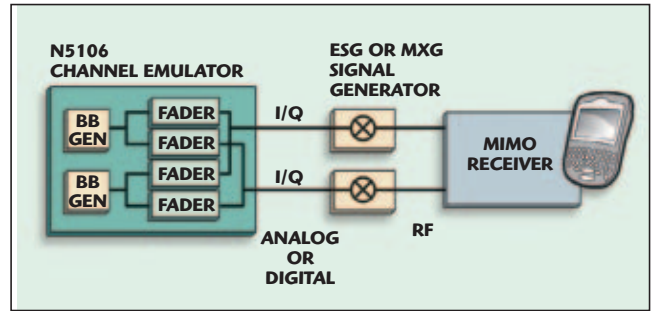 N5106
CHANNEL EMULATOR
BB
GEN
BB
GEN
FADER
FADER
FADER
FADER
I/Q
I/Q
ANALOG
OR
DIGITAL
ESG OR MXG
SIGNAL
GENERATOR
RF
MIMO
RECEIVER